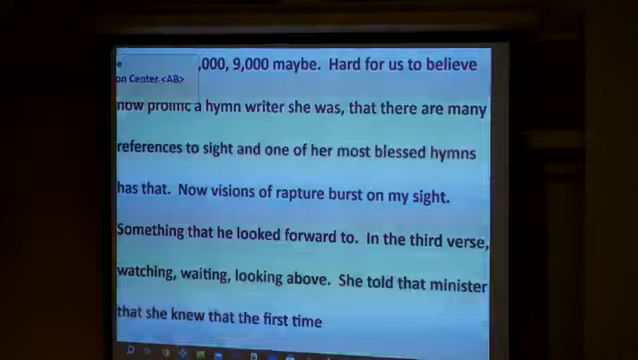 e
on Center.<AB>
,000, 9,000 maybe. Hard for us to believe
how prolific a hymn writer she was, that there are many
references to sight and one of her most blessed hymns
has that. Now visions of rapture burst on my sight.
Something that he looked forward to. In the third verse,
watching, waiting, looking above. She told that minister
that she knew that the first time